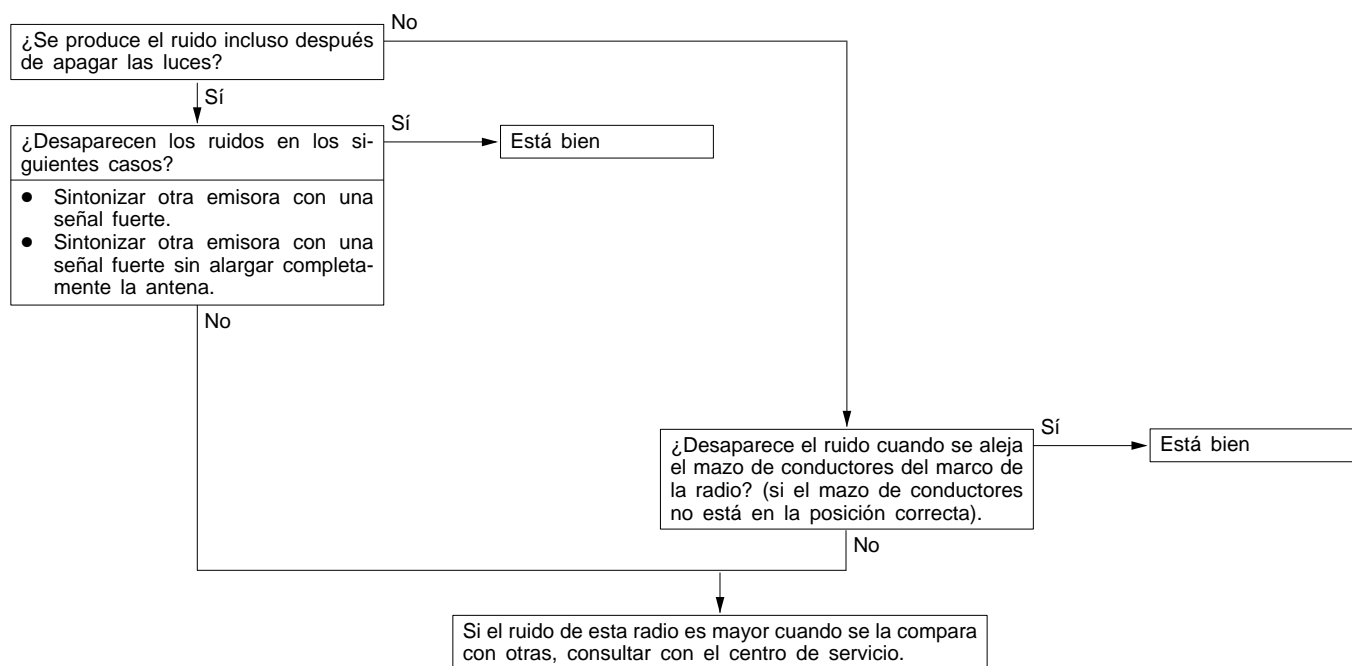 No
¿Se produce el ruido incluso después
de apagar las luces?
Sí
¿Desaparecen los ruidos en los si-
guientes casos?
Sí
Está bien
● Sintonizar otra emisora con una
señal fuerte.
● Sintonizar otra emisora con una
señal fuerte sin alargar completa-
mente la antena.
No
¿Desaparece el ruido cuando se aleja
el mazo de conductores del marco de
la radio? (si el mazo de conductores
no está en la posición correcta).
Sí
Está bien
No
Si el ruido de esta radio es mayor cuando se la compara
con otras, consultar con el centro de servicio.